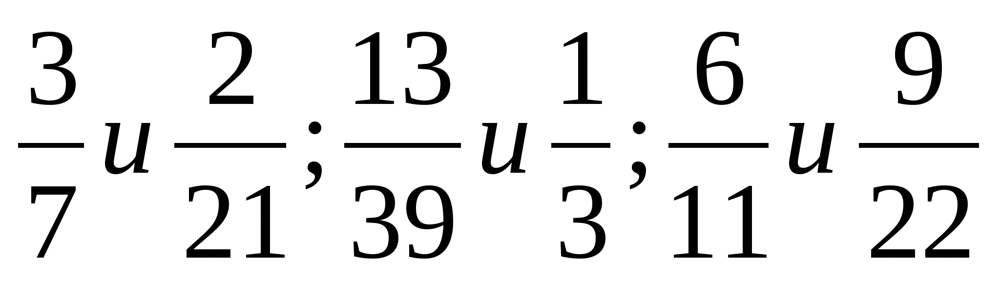 3/7 и 2/21; 13/39 и 1/3; 6/11 и 9/22